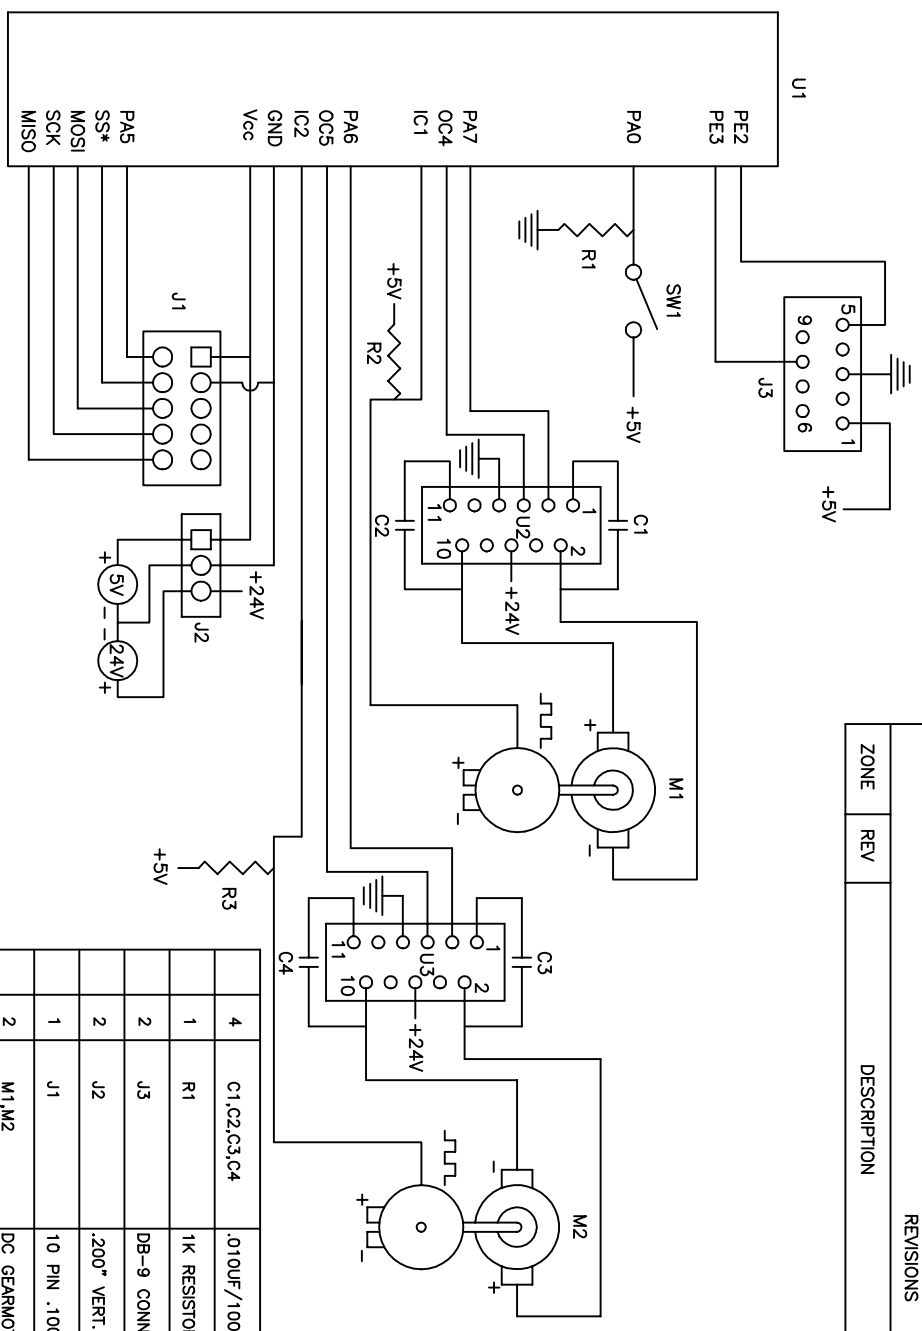 REVISIONS
ZONE REV DESCRIPTION
U1
PE2
PE3
PA0
PA7
OC4
IC1
PA6
OC5
IC2
GND
Vcc
PA5
SS*
MOSI
SCK
MISO
5
1
9
6
J3
+5V
SW1
R1
+5V
+5V
R2
C1
1
2
U2
11
10
+24V
C2
M1
+
-
+
-
J1
J2
+24V
+ 5V -
- 24V +
R3
+5V
C3
1
2
U3
11
10
+24V
C4
M2
-
+
+
-
4 C1,C2,C3,C4 .010UF/100
1 R1 1K RESISTO
2 J3 DB-9 CONN
2 J2 .200" VERT.
1 J1 10 PIN .100
2 M1,M2 DC GEARMO